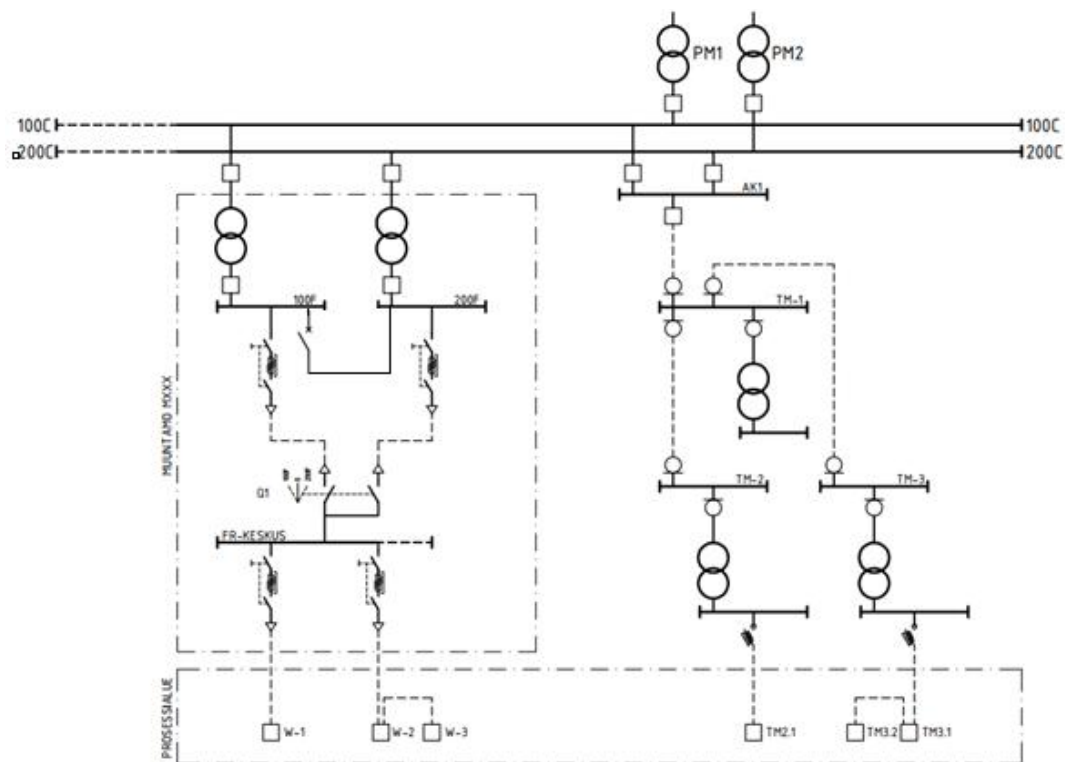 PM1
PM2
100C
100C
200C
200C
AK1
100F
200F
TM-1
MUUNTAMO MXXX
TM-2
TM-3
Q1
FR-KESKUS
PROSESSIALUE
W-1
W-2
W-3
TM2.1
TM3.2
TM3.1